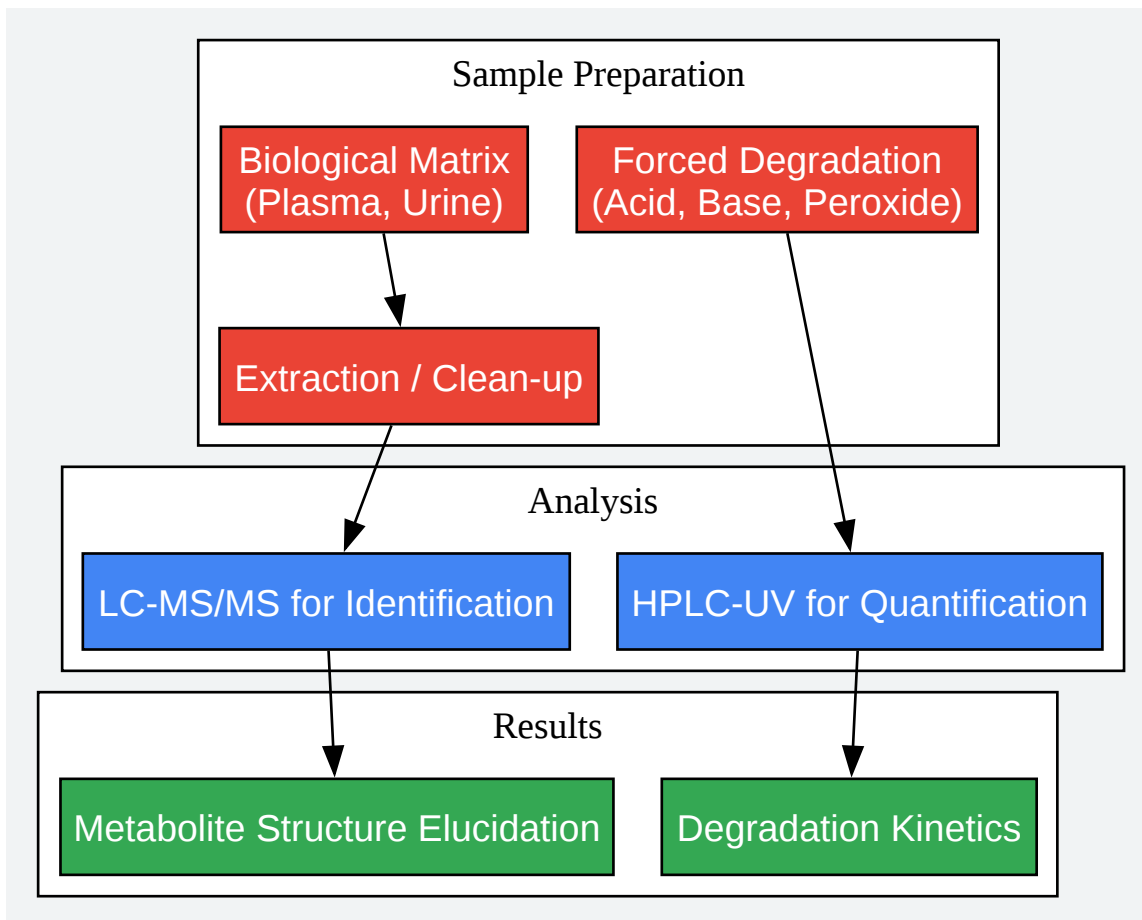 Sample Preparation
Biological Matrix
(Plasma, Urine)
Forced Degradation
(Acid, Base, Peroxide)
Extraction / Clean-up
Analysis
LC-MS/MS for Identification
HPLC-UV for Quantification
Results
Metabolite Structure Elucidation
Degradation Kinetics